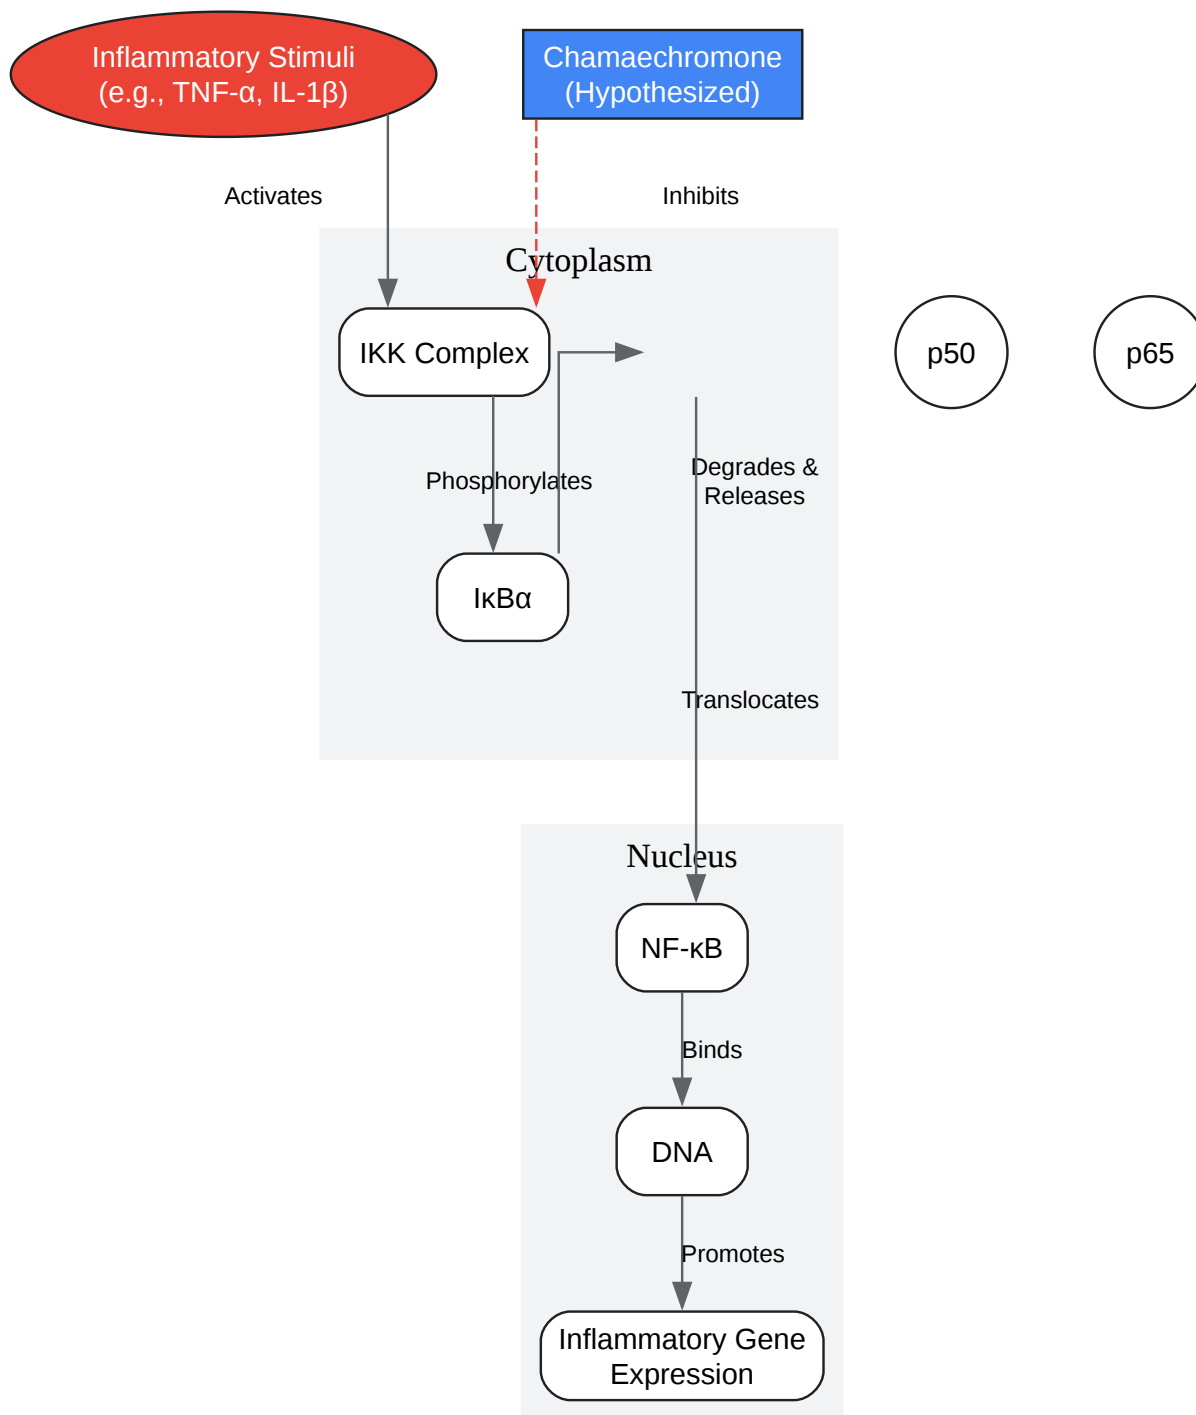 Inflammatory Stimuli
(e.g., TNF-α, IL-1β)
Chamaechromone
(Hypothesized)
Activates
Inhibits
Cytoplasm
IKK Complex
p50
p65
Phosphorylates
Degrades &
Releases
IκBα
Translocates
Nucleus
NF-κB
Binds
DNA
Promotes
Inflammatory Gene
Expression